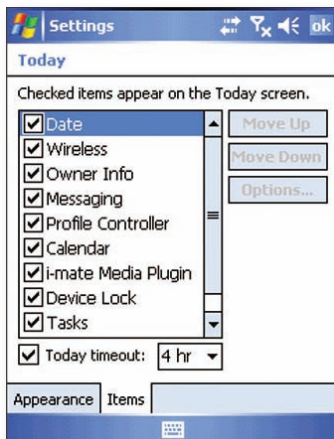 Settings
ok
Today
Checked items appear on the Today screen.
Date
Wireless
Owner Info
Messaging
Profile Controller
Calendar
i-mate Media Plugin
Device Lock
Tasks
Move Up
Move Down
Options...
Today timeout: 4 hr
Appearance Items